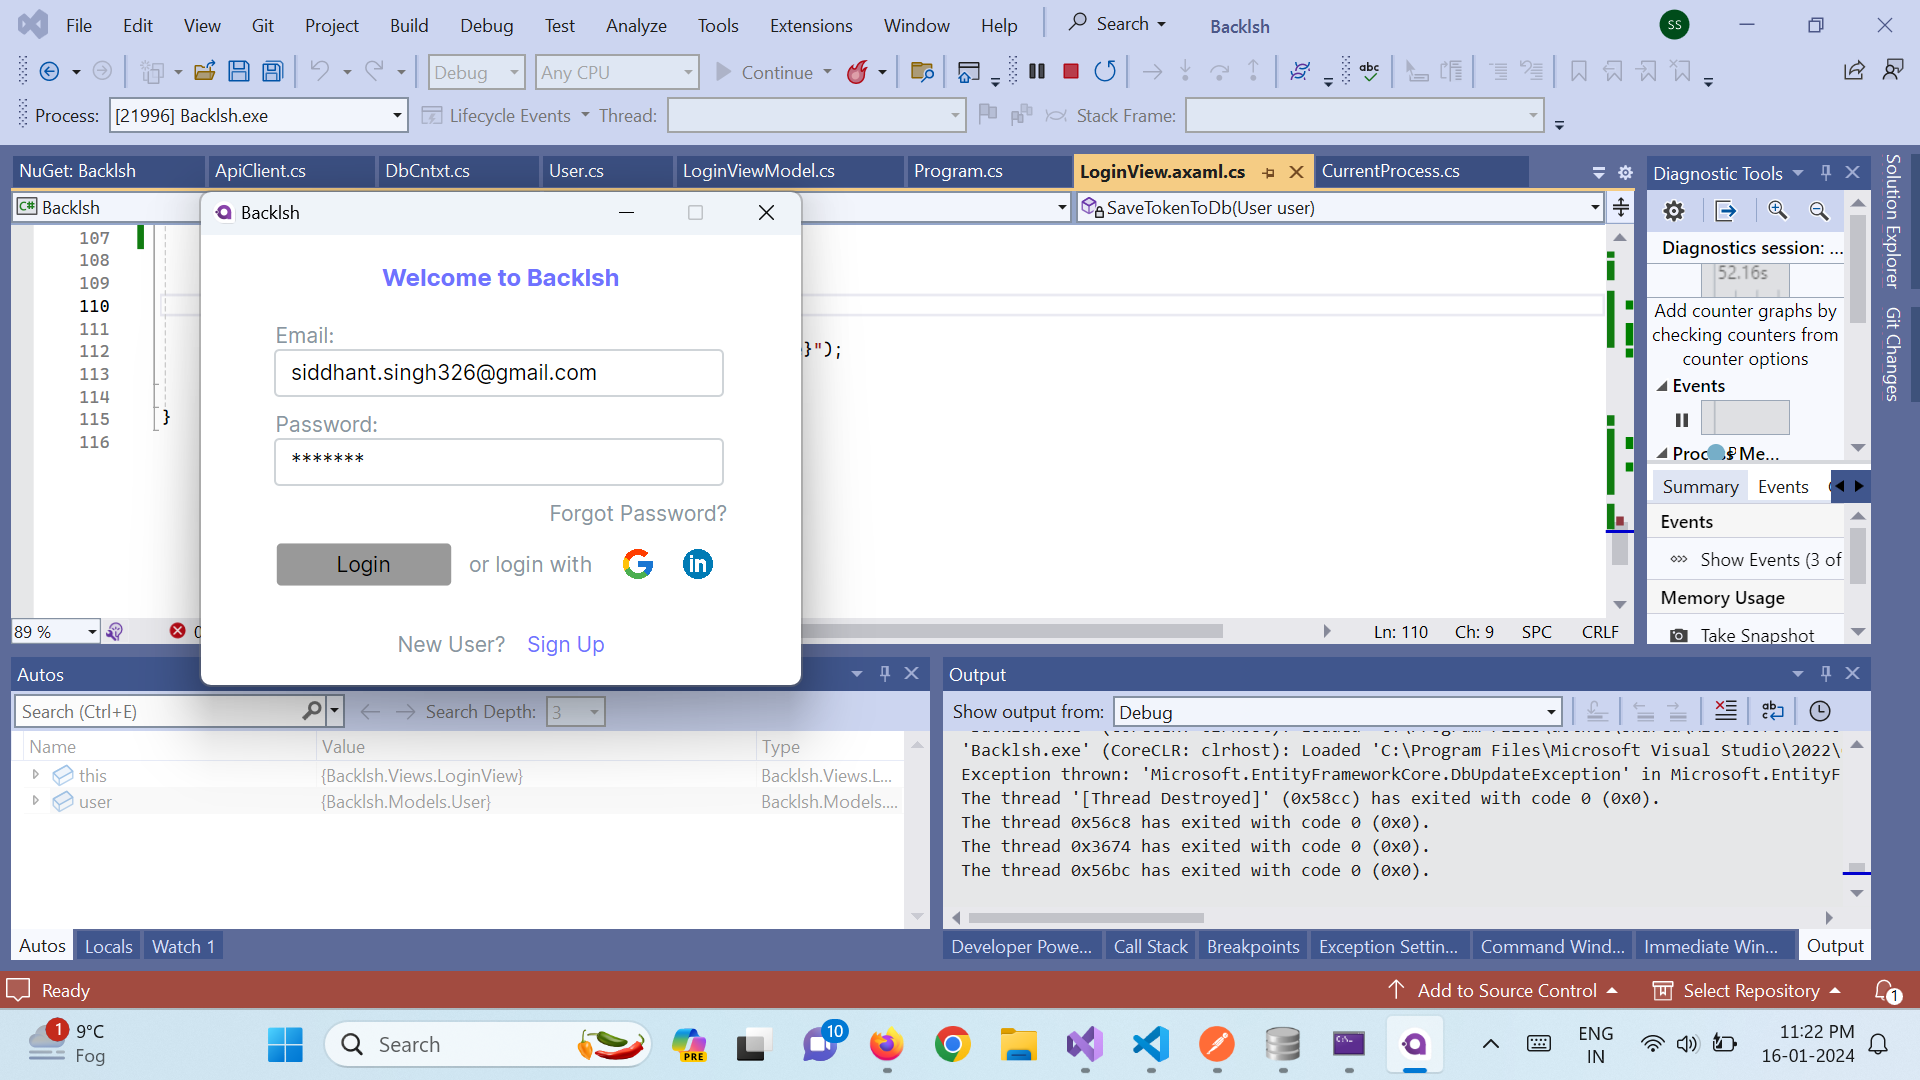 File Edit View Git Project Build Debug Test Analyze Tools Extensions Window Help Search Backlsh SS
Debug Any CPU Continue abc
Process: [21996] Backlsh.exe Lifecycle Events Thread: Stack Frame:
NuGet: Backlsh ApiClient.cs DbCntxt.cs User.cs LoginViewModel.cs Program.cs LoginView.axaml.cs CurrentProcess.cs
C# Backlsh SaveTokenToDb(User user)
107
108
109
110
111
112 }");
113
114
115 }
116
89 % Ln: 110 Ch: 9 SPC CRLF
Backlsh
Welcome to Backlsh
Email:
siddhant.singh326@gmail.com
Password:
*******
Forgot Password?
Login or login with G in
New User? Sign Up
Diagnostic Tools
Diagnostics session: ...
52.16s
Add counter graphs by
checking counters from
counter options
Events
Summary Events
Events
Show Events (3 of
Memory Usage
Take Snapshot
Solution Explorer
Git Changes
Autos
Search (Ctrl+E) Search Depth: 3
Name Value Type
this {Backlsh.Views.LoginView} Backlsh.Views.L...
user {Backlsh.Models.User} Backlsh.Models....
Autos Locals Watch 1
Output
Show output from: Debug
'Backlsh.exe' (CoreCLR: clrhost): Loaded 'C:\Program Files\Microsoft Visual Studio\2022\
Exception thrown: 'Microsoft.EntityFrameworkCore.DbUpdateException' in Microsoft.EntityF
The thread '[Thread Destroyed]' (0x58cc) has exited with code 0 (0x0).
The thread 0x56c8 has exited with code 0 (0x0).
The thread 0x3674 has exited with code 0 (0x0).
The thread 0x56bc has exited with code 0 (0x0).
Developer Powe... Call Stack Breakpoints Exception Settin... Command Wind... Immediate Win... Output
Ready Add to Source Control Select Repository 1
1 9°C
Fog
Search PRE 10
ENG
IN
11:22 PM
16-01-2024